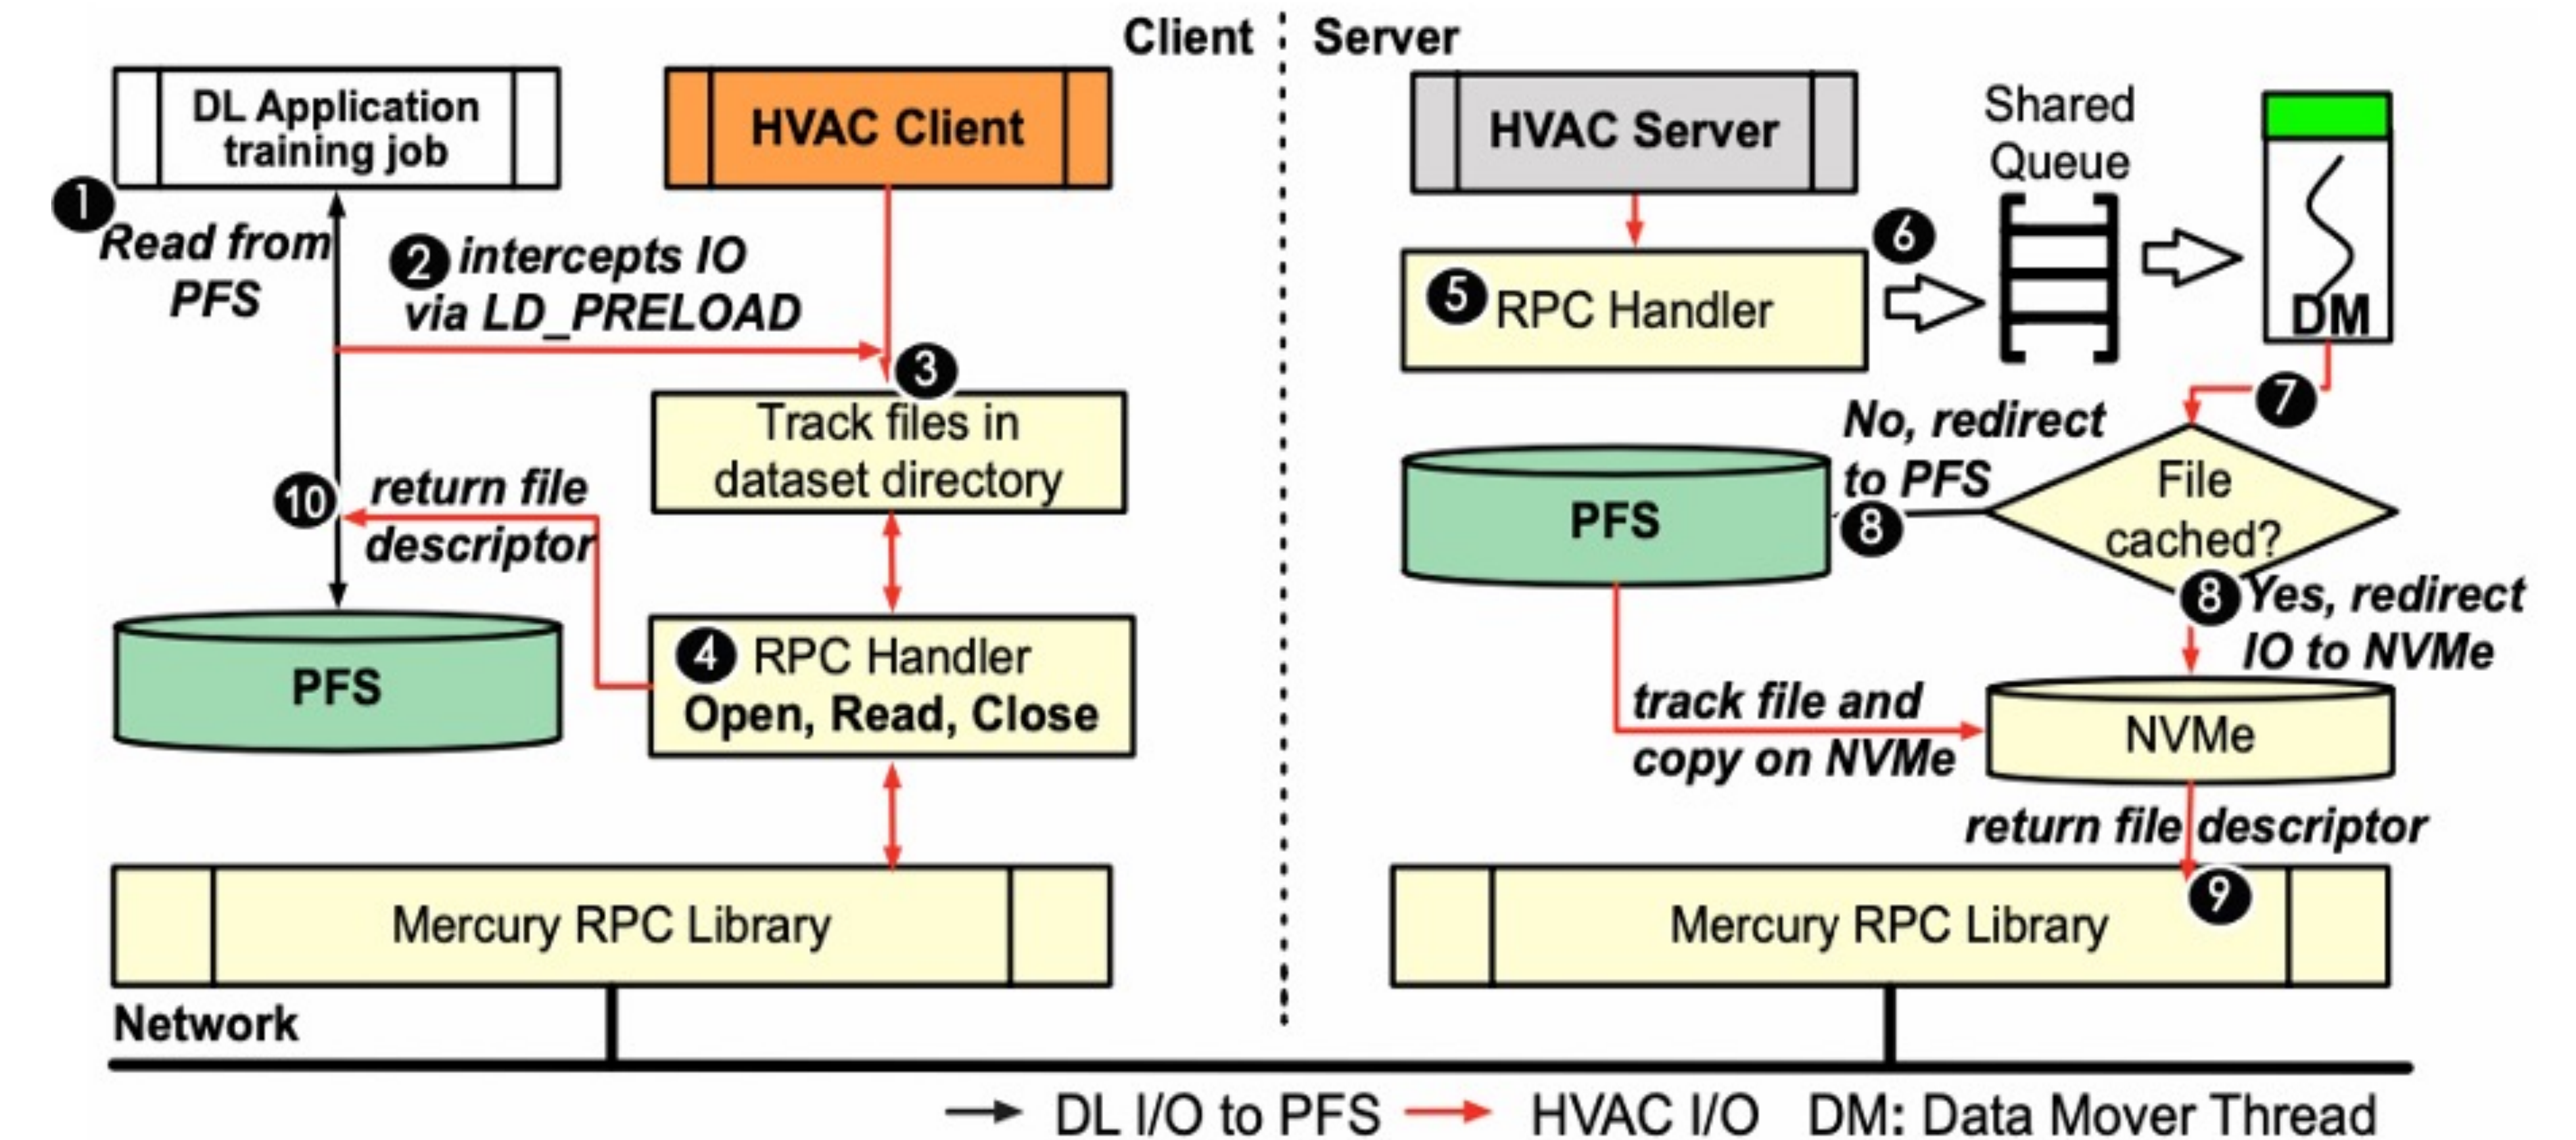 Client
Server
DL Application
training job
HVAC Client
HVAC Server
Shared
Queue
DM
1
Read from
PFS
2 intercepts IO
via LD_PRELOAD
3
Track files in
dataset directory
10
return file
descriptor
PFS
4 RPC Handler
Open, Read, Close
Mercury RPC Library
5 RPC Handler
6
7
No, redirect
to PFS
8
PFS
File
cached?
8 Yes, redirect
IO to NVMe
track file and
copy on NVMe
NVMe
return file descriptor
9
Mercury RPC Library
Network
DL I/O to PFS
HVAC I/O
DM: Data Mover Thread